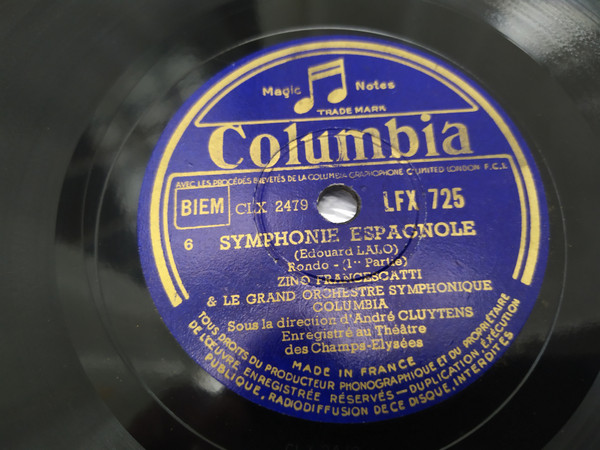 Magic Notes
TRADE MARK
Columbia
AVEC LES PROCÉDÉS BREVETÉS DE LA COLUMBIA GRAPHOPHONE Cº LIMITED LONDON F.C.I.
BIEM CLX 2479 LFX 725
6 SYMPHONIE ESPAGNOLE
(Edouard LALO)
Rondo - (1re Partie)
ZINO FRANCESCATTI
& LE GRAND ORCHESTRE SYMPHONIQUE
COLUMBIA
Sous la direction d'André CLUYTENS
Enregistré au Théâtre
des Champs-Elysées
MADE IN FRANCE
TOUS DROITS DU PRODUCTEUR PHONOGRAPHIQUE ET DU PROPRIÉTAIRE
DE L'ŒUVRE ENREGISTRÉE RÉSERVÉS - DUPLICATION EXÉCUTION
PUBLIQUE, RADIODIFFUSION DE CE DISQUE, INTERDITES